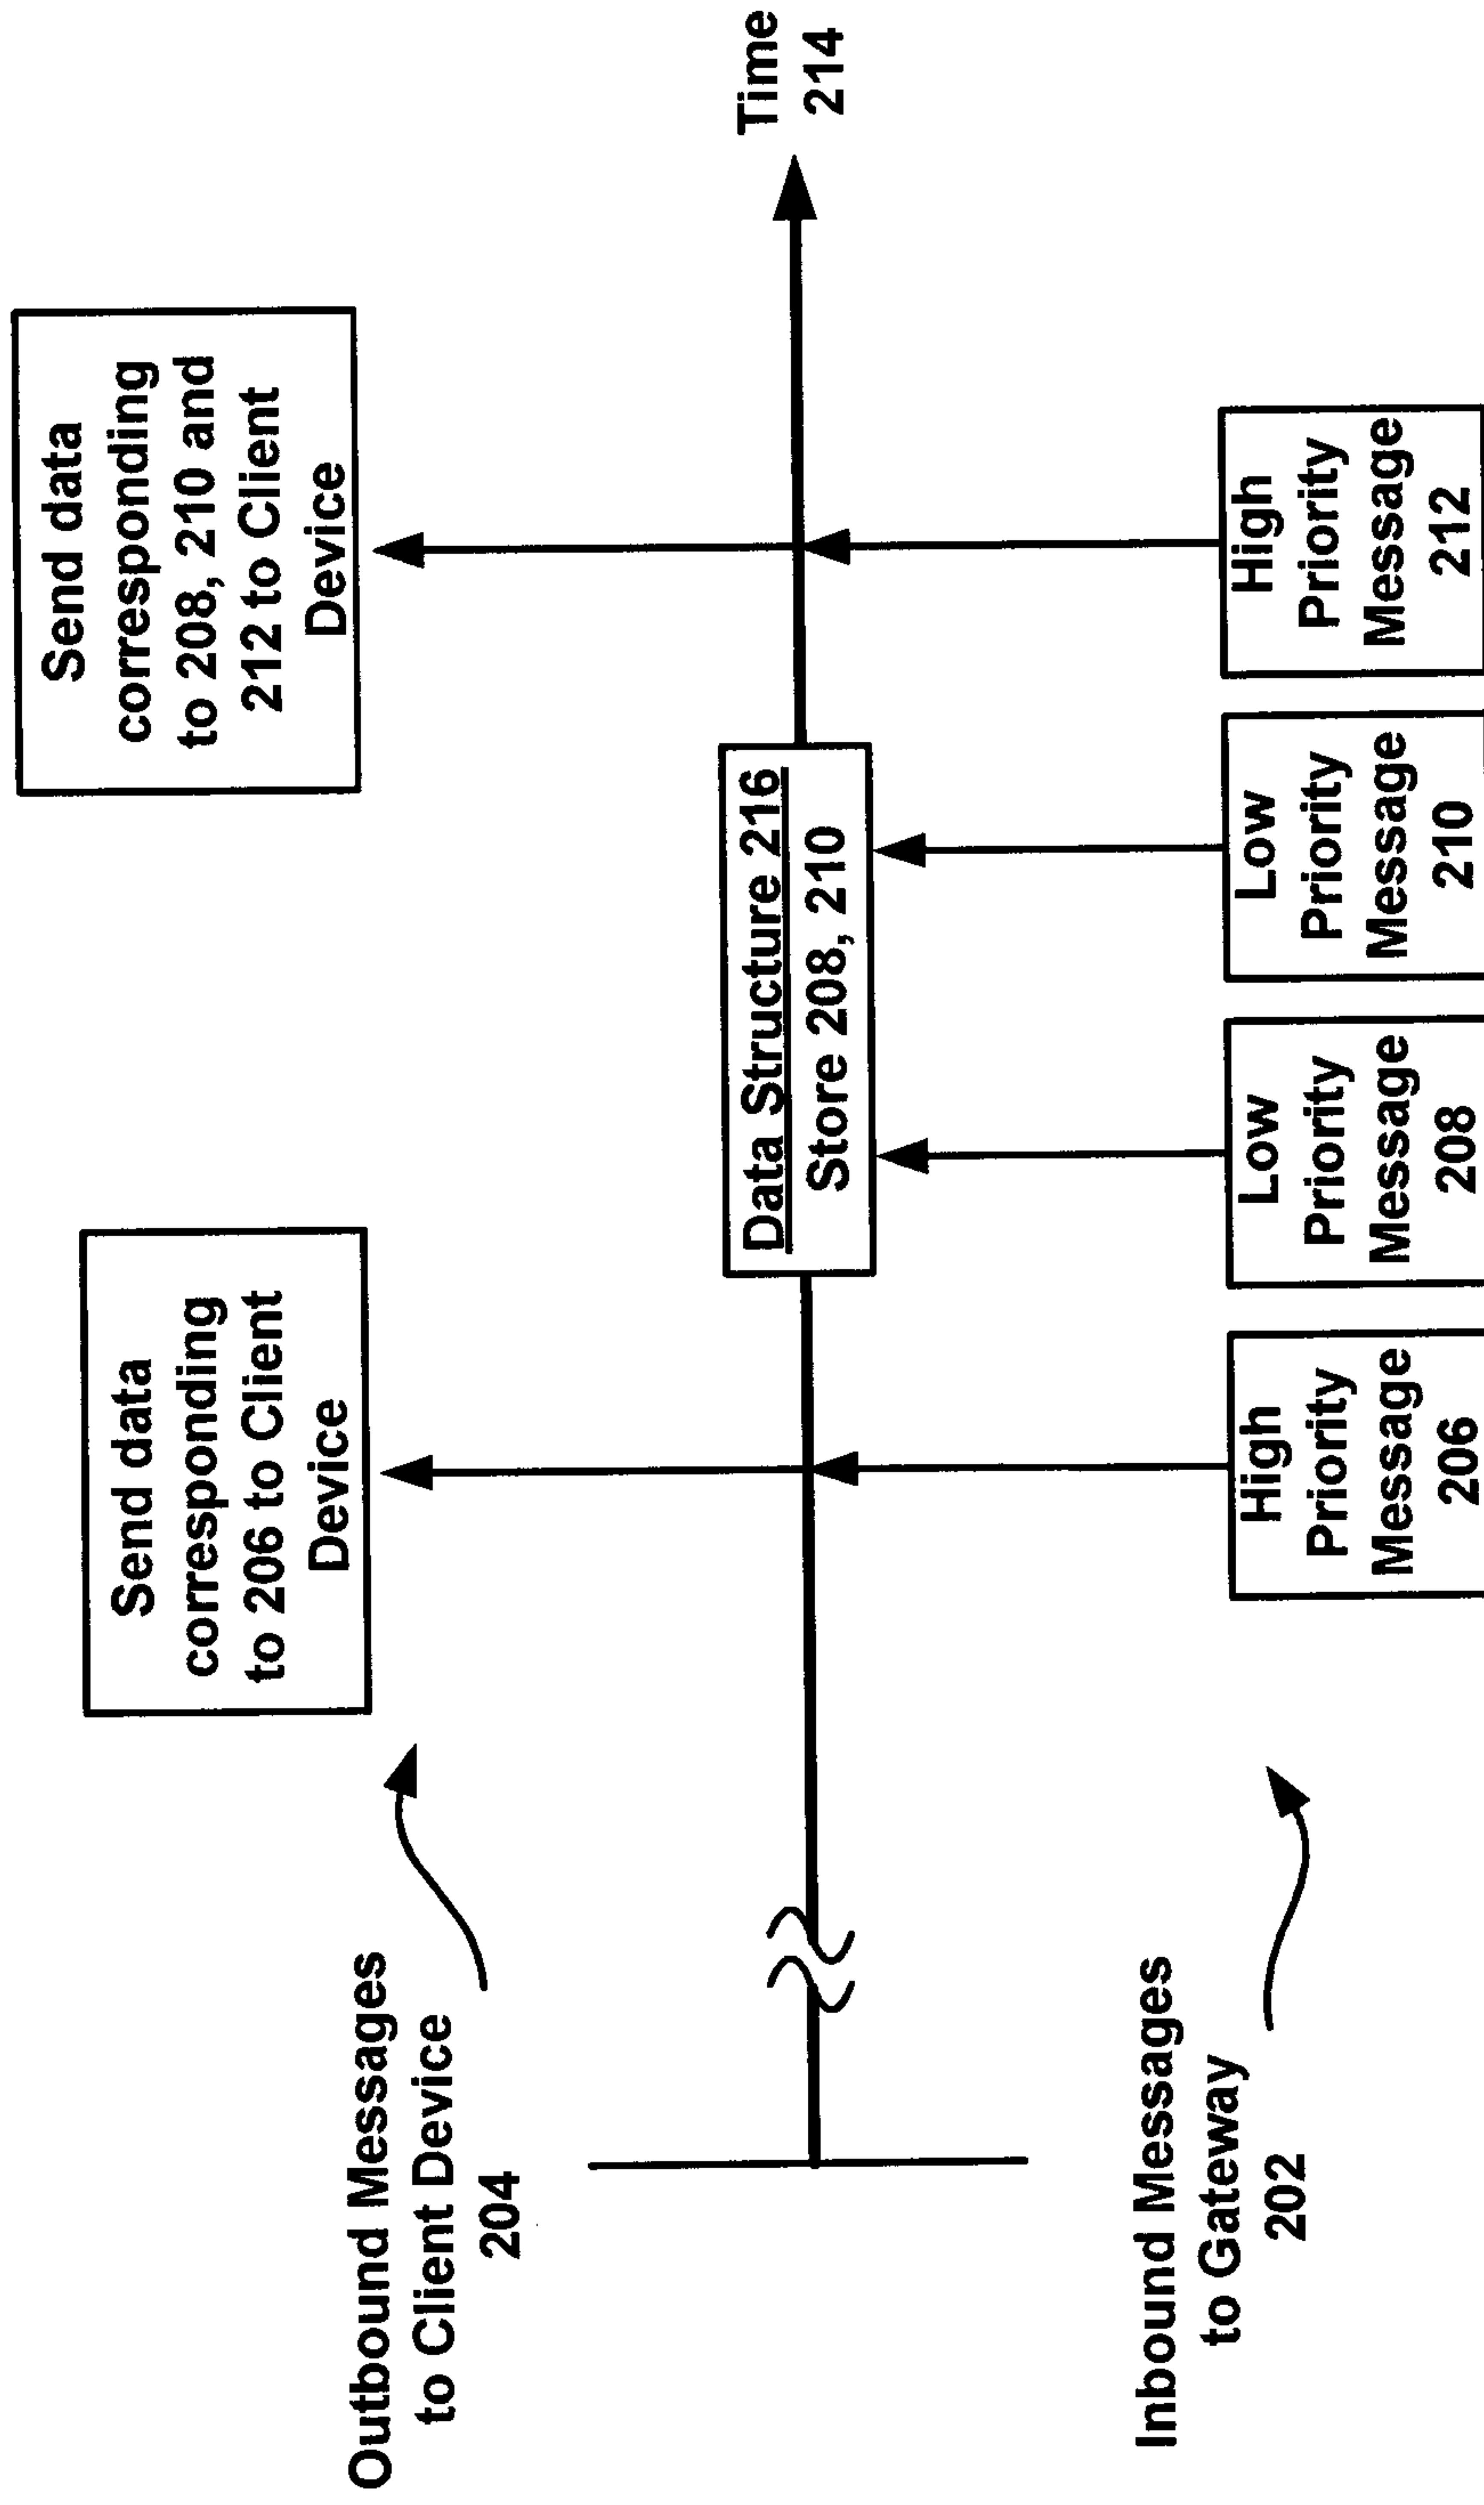 Outbound Messages
to Client Device
204
Send data
corresponding
to 206 to Client
Device
Send data
corresponding
to 208, 210 and
212 to Client
Device
Data Structure 216
Store 208, 210
Time
214
Inbound Messages
to Gateway
202
High
Priority
Message
206
Low
Priority
Message
208
Low
Priority
Message
210
High
Priority
Message
212